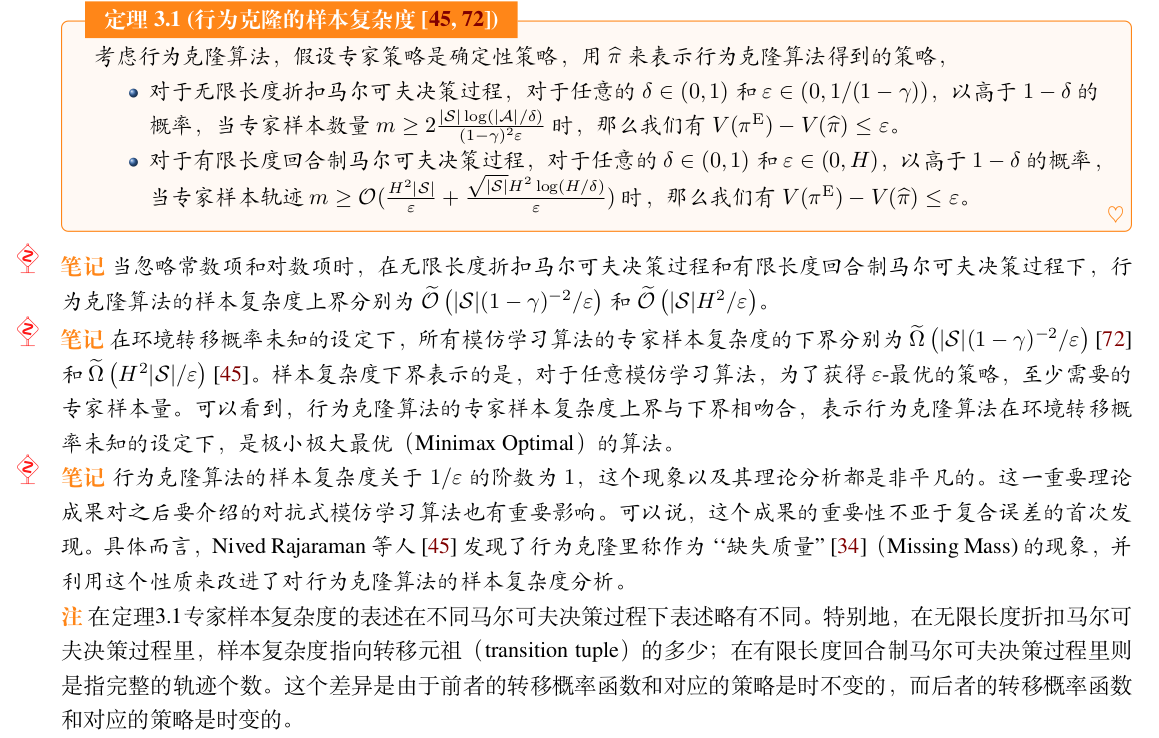 定理 3.1 (行为克隆的样本复杂度 [45, 72])
考虑行为克隆算法，假设专家策略是确定性策略，用 $\widehat{\pi}$ 来表示行为克隆算法得到的策略，
• 对于无限长度折扣马尔可夫决策过程，对于任意的 $\delta \in (0, 1)$ 和 $\varepsilon \in (0, 1/(1-\gamma))$，以高于 $1-\delta$ 的
概率，当专家样本数量 $m \geq 2\frac{|\mathcal{S}| \log(|\mathcal{A}|/\delta)}{(1-\gamma)^2 \varepsilon}$ 时，那么我们有 $V(\pi^{\mathrm{E}}) - V(\widehat{\pi}) \leq \varepsilon$。
• 对于有限长度回合制马尔可夫决策过程，对于任意的 $\delta \in (0, 1)$ 和 $\varepsilon \in (0, H)$，以高于 $1-\delta$ 的概率，
当专家样本轨迹 $m \geq \mathcal{O}(\frac{H^2|\mathcal{S}|}{\varepsilon} + \frac{\sqrt{|\mathcal{S}|}H^2 \log(H/\delta)}{\varepsilon})$ 时，那么我们有 $V(\pi^{\mathrm{E}}) - V(\widehat{\pi}) \leq \varepsilon$。
♡
笔记 当忽略常数项和对数项时，在无限长度折扣马尔可夫决策过程和有限长度回合制马尔可夫决策过程下，行
为克隆算法的样本复杂度上界分别为 $\widetilde{\mathcal{O}}\left(|\mathcal{S}|(1-\gamma)^{-2}/\varepsilon\right)$ 和 $\widetilde{\mathcal{O}}\left(|\mathcal{S}|H^2/\varepsilon\right)$。
笔记 在环境转移概率未知的设定下，所有模仿学习算法的专家样本复杂度的下界分别为 $\widetilde{\Omega}\left(|\mathcal{S}|(1-\gamma)^{-2}/\varepsilon\right)$ [72]
和 $\widetilde{\Omega}\left(H^2|\mathcal{S}|/\varepsilon\right)$ [45]。样本复杂度下界表示的是，对于任意模仿学习算法，为了获得 $\varepsilon$-最优的策略，至少需要的
专家样本量。可以看到，行为克隆算法的专家样本复杂度上界与下界相吻合，表示行为克隆算法在环境转移概
率未知的设定下，是极小极大最优（Minimax Optimal）的算法。
笔记 行为克隆算法的样本复杂度关于 $1/\varepsilon$ 的阶数为 1，这个现象以及其理论分析都是非平凡的。这一重要理论
成果对之后要介绍的对抗式模仿学习算法也有重要影响。可以说，这个成果的重要性不亚于复合误差的首次发
现。具体而言，Nived Rajaraman 等人 [45] 发现了行为克隆里称作为 ‘‘缺失质量” [34]（Missing Mass) 的现象，并
利用这个性质来改进了对行为克隆算法的样本复杂度分析。
注 在定理3.1专家样本复杂度的表述在不同马尔可夫决策过程下表述略有不同。特别地，在无限长度折扣马尔可
夫决策过程里，样本复杂度指向转移元祖（transition tuple）的多少；在有限长度回合制马尔可夫决策过程里则
是指完整的轨迹个数。这个差异是由于前者的转移概率函数和对应的策略是时不变的，而后者的转移概率函数
和对应的策略是时变的。